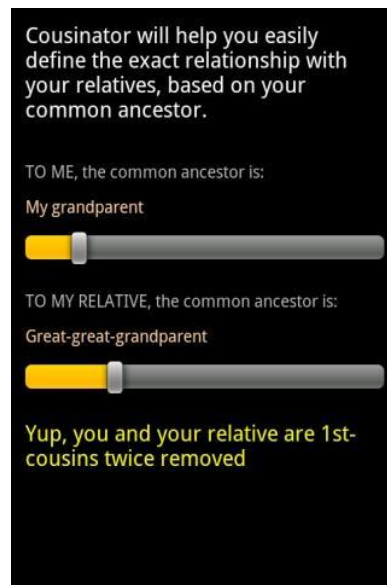 Cousinator will help you easily
define the exact relationship with
your relatives, based on your
common ancestor.
TO ME, the common ancestor is:
My grandparent
TO MY RELATIVE, the common ancestor is:
Great-great-grandparent
Yup, you and your relative are 1st-
cousins twice removed